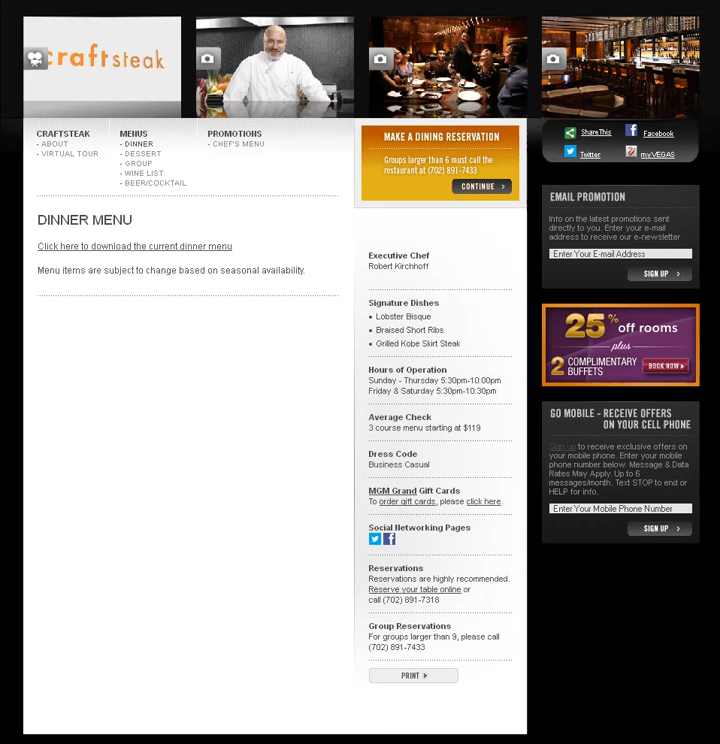 craftsteak
CRAFTSTEAK
- ABOUT
- VIRTUAL TOUR
MENUS
- DINNER
- DESSERT
- GROUP
- WINE LIST
- BEER/COCKTAIL
PROMOTIONS
- CHEF'S MENU
DINNER MENU
Click here to download the current dinner menu
Menu items are subject to change based on seasonal availability.
MAKE A DINING RESERVATION
Groups larger than 6 must call the
restaurant at (702) 891-7433
CONTINUE >
Executive Chef
Robert Kirchhoff
Signature Dishes
• Lobster Bisque
• Braised Short Ribs
• Grilled Kobe Skirt Steak
Hours of Operation
Sunday - Thursday 5:30pm-10:00pm
Friday & Saturday 5:30pm-10:30pm
Average Check
3 course menu starting at $119
Dress Code
Business Casual
MGM Grand Gift Cards
To order gift cards, please click here.
Social Networking Pages
Reservations
Reservations are highly recommended.
Reserve your table online or
call (702) 891-7318
Group Reservations
For groups larger than 9, please call
(702) 891-7433
PRINT >
ShareThis
Facebook
Twitter
myVEGAS
EMAIL PROMOTION
Info on the latest promotions sent
directly to you. Enter your e-mail
address to receive our e-newsletter
Enter Your E-mail Address
SIGN UP >
25% off rooms
plus
2 COMPLIMENTARY
BUFFETS
BOOK NOW
GO MOBILE - RECEIVE OFFERS
ON YOUR CELL PHONE
Sign up to receive exclusive offers on
your mobile phone. Enter your mobile
phone number below. Message & Data
Rates May Apply. Up to 6
messages/month. Text STOP to end or
HELP for info.
Enter Your Mobile Phone Number
SIGN UP >